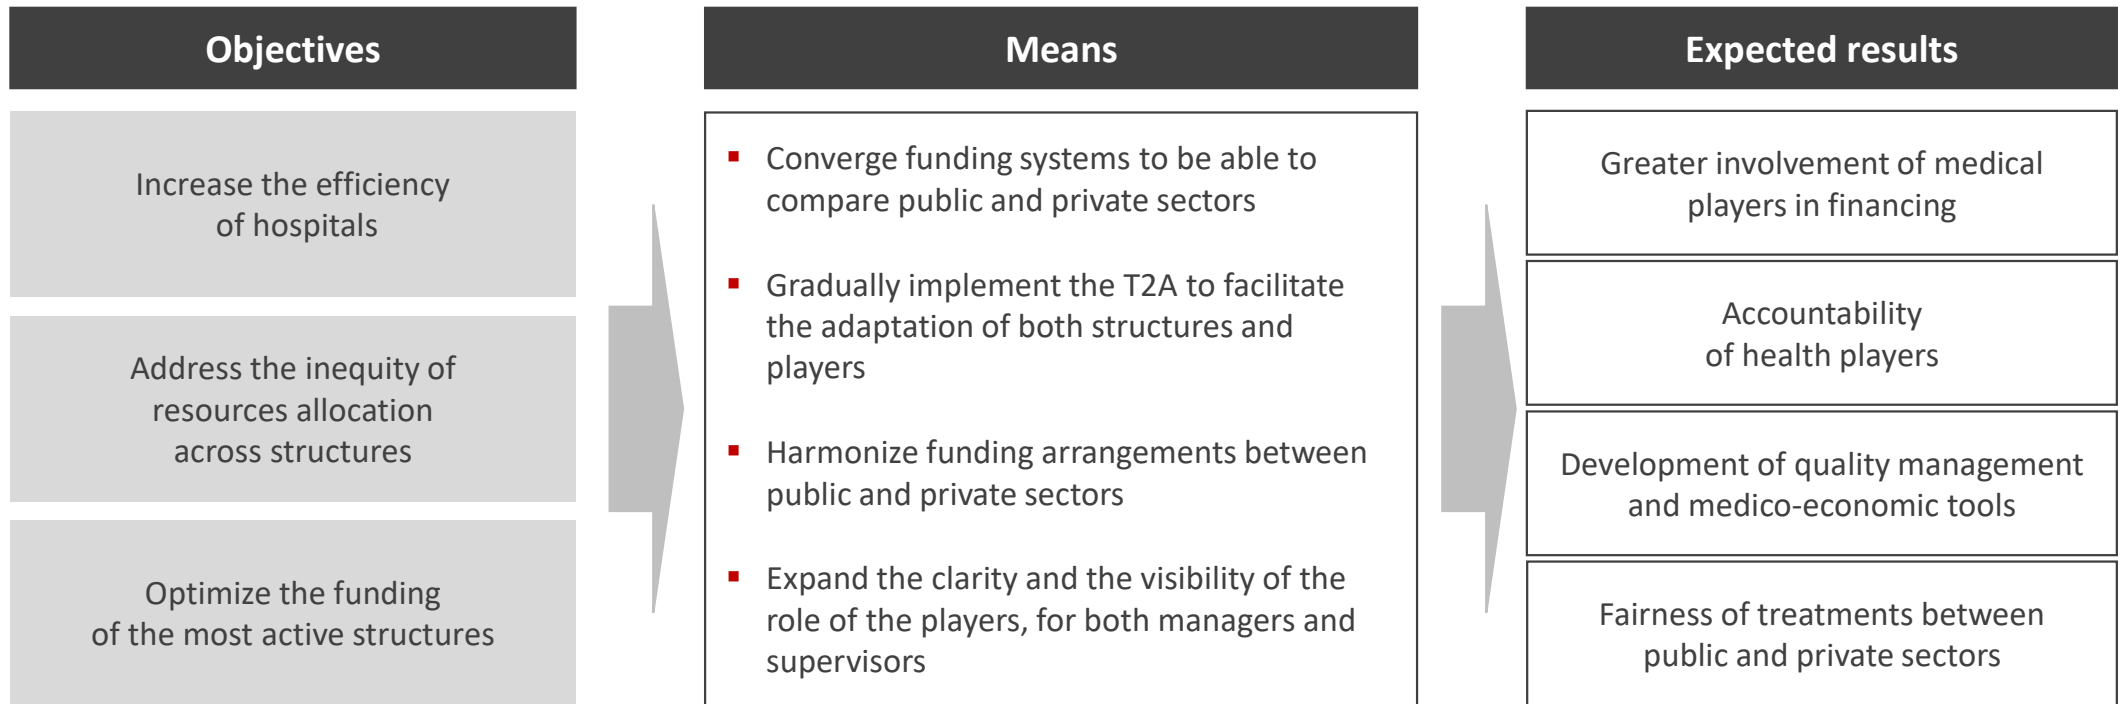 Objectives
Increase the efficiency
of hospitals
Address the inequity of
resources allocation
across structures
Optimize the funding
of the most active structures
Means
Converge funding systems to be able to
compare public and private sectors
Gradually implement the T2A to facilitate
the adaptation of both structures and
players
Harmonize funding arrangements between
public and private sectors
Expand the clarity and the visibility of the
role of the players, for both managers and
supervisors
Expected results
Greater involvement of medical
players in financing
Accountability
of health players
Development of quality management
and medico-economic tools
Fairness of treatments between
public and private sectors